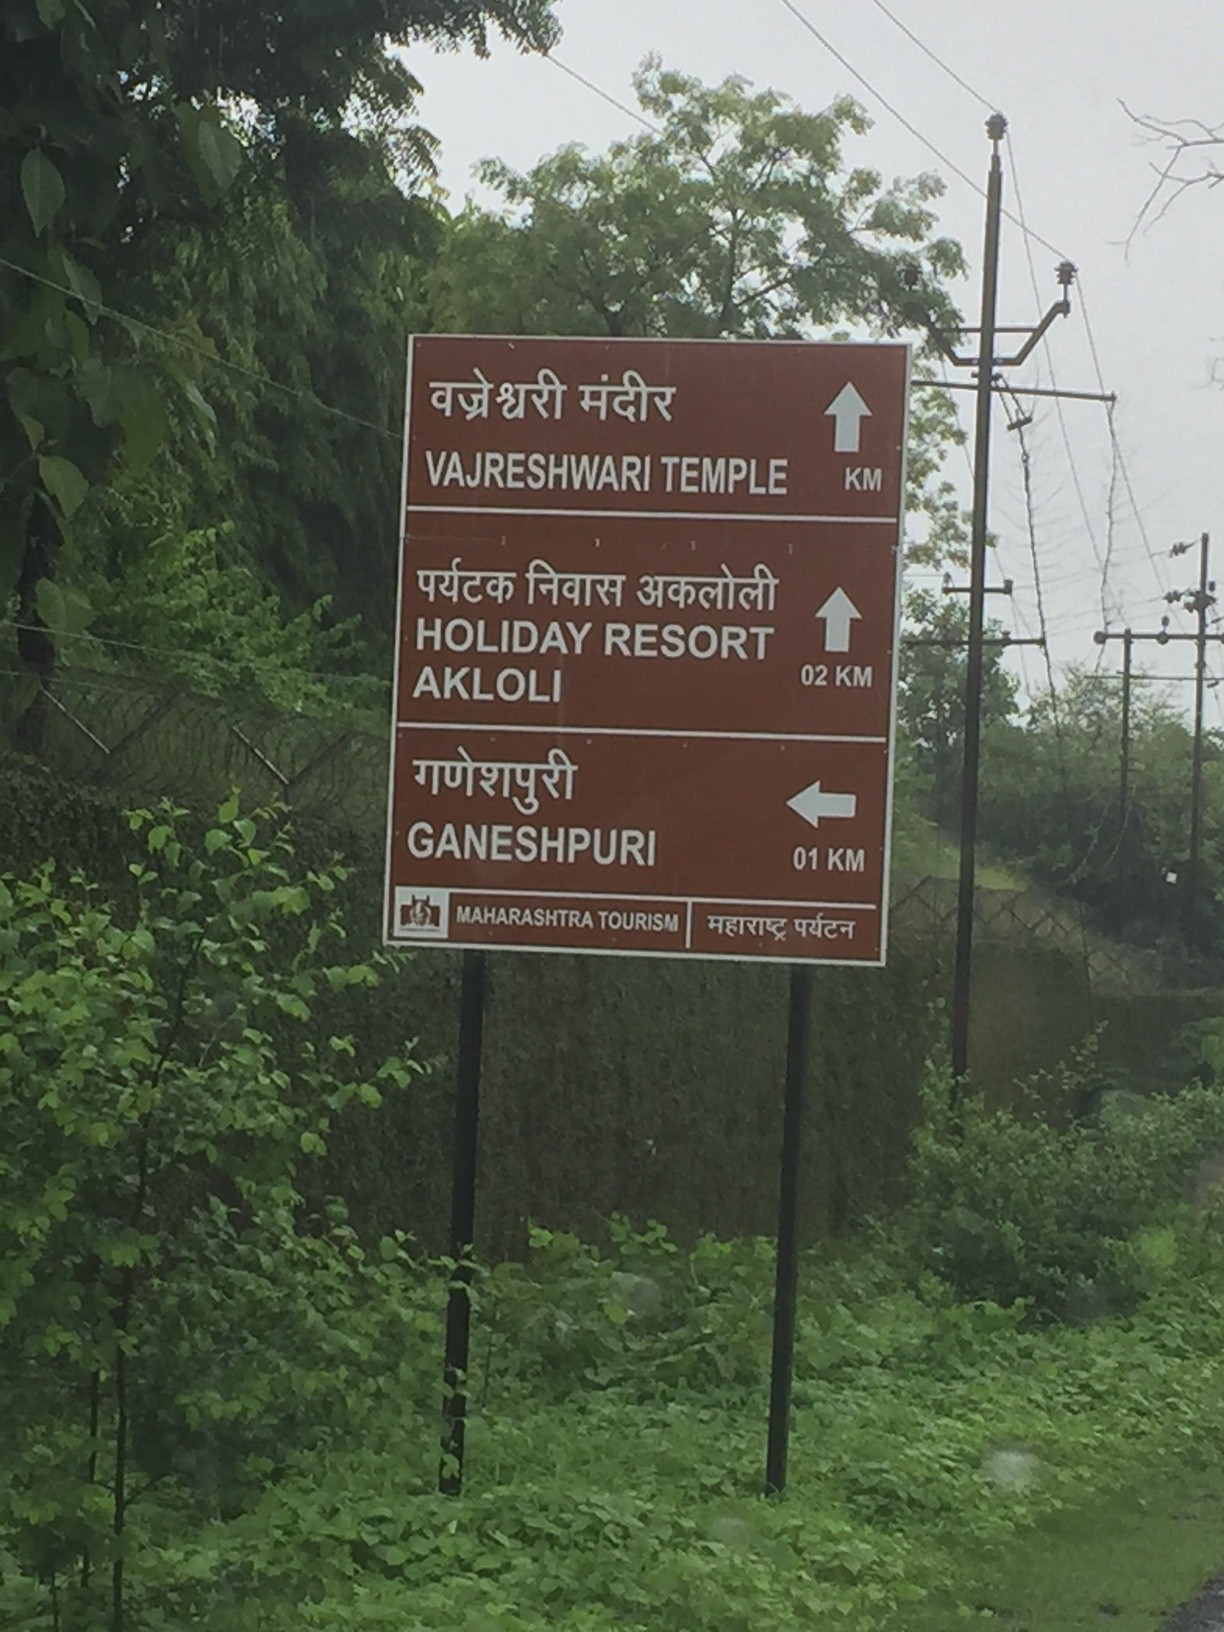 वज्रेश्वरी मंदीर
VAJRESHWARI TEMPLE
KM
पर्यटक निवास अकलोली
HOLIDAY RESORT
AKLOLI
02 KM
गणेशपुरी
GANESHPURI
01 KM
MAHARASHTRA TOURISM
महाराष्ट्र पर्यटन